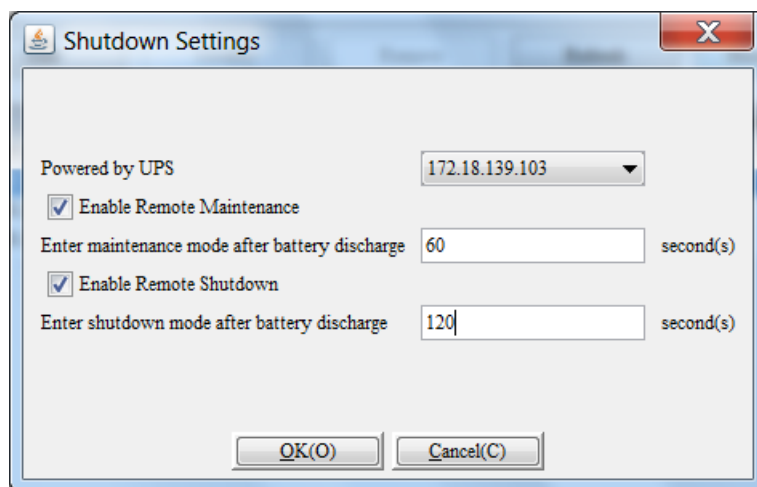 Shutdown Settings
Powered by UPS 172.18.139.103
Enable Remote Maintenance
Enter maintenance mode after battery discharge 60 second(s)
Enable Remote Shutdown
Enter shutdown mode after battery discharge 120 second(s)
OK(O) Cancel(C)